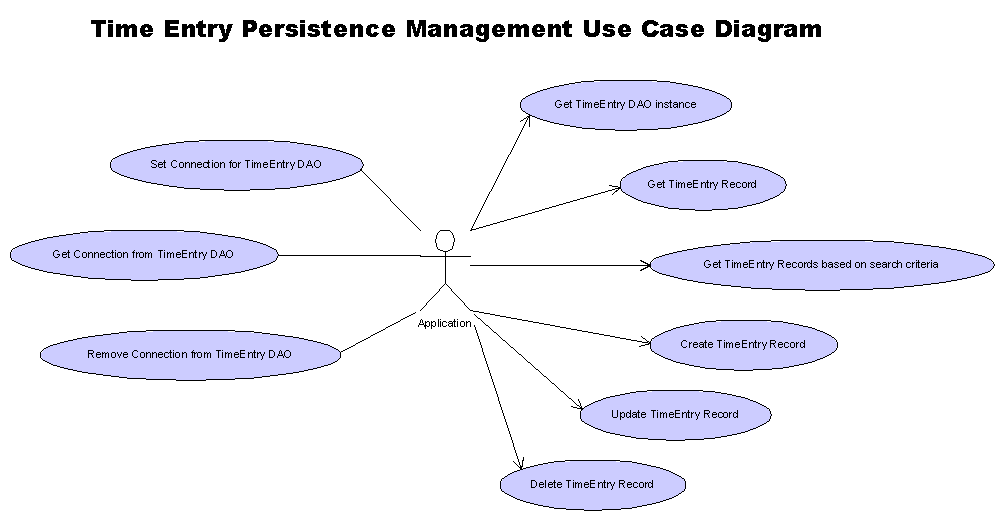 Time Entry Persistence Management Use Case Diagram
Get TimeEntry DAO instance
Set Connection for TimeEntry DAO
Get TimeEntry Record
Get Connection from TimeEntry DAO
Get TimeEntry Records based on search criteria
Application
Create TimeEntry Record
Remove Connection from TimeEntry DAO
Update TimeEntry Record
Delete TimeEntry Record